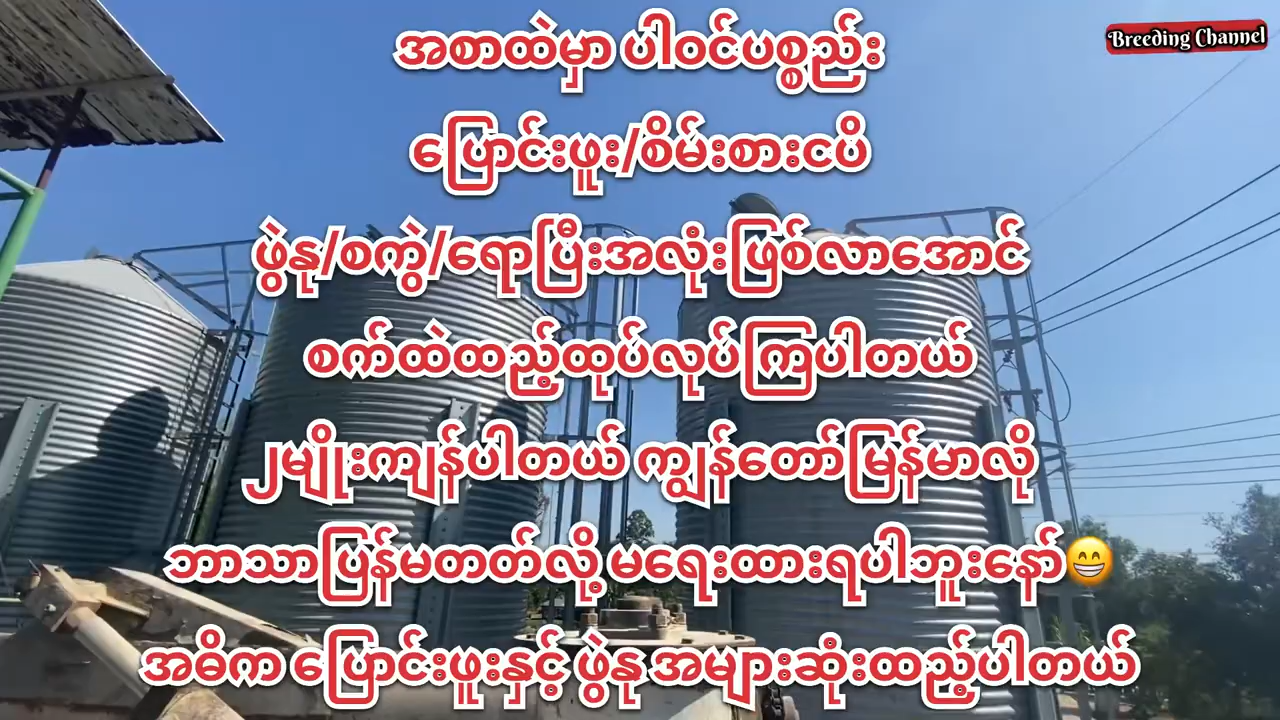 Breeding Channel
အစာထဲမှာ ပါဝင်ပစ္စည်း
ပြောင်းဖူး/စိမ်းစားငပိ
ဖွဲနု/စကွဲ/ရောပြီးအလုံးဖြစ်လာအောင်
စက်ထဲထည့်ထုပ်လုပ်ကြပါတယ်
၂မျိုးကျန်ပါတယ် ကျွန်တော်မြန်မာလို
ဘာသာပြန်မတတ်လို့ မရေးထားရပါဘူးနော်😁
အဓိက ပြောင်းဖူးနှင့် ဖွဲနု အများဆုံးထည့်ပါတယ်